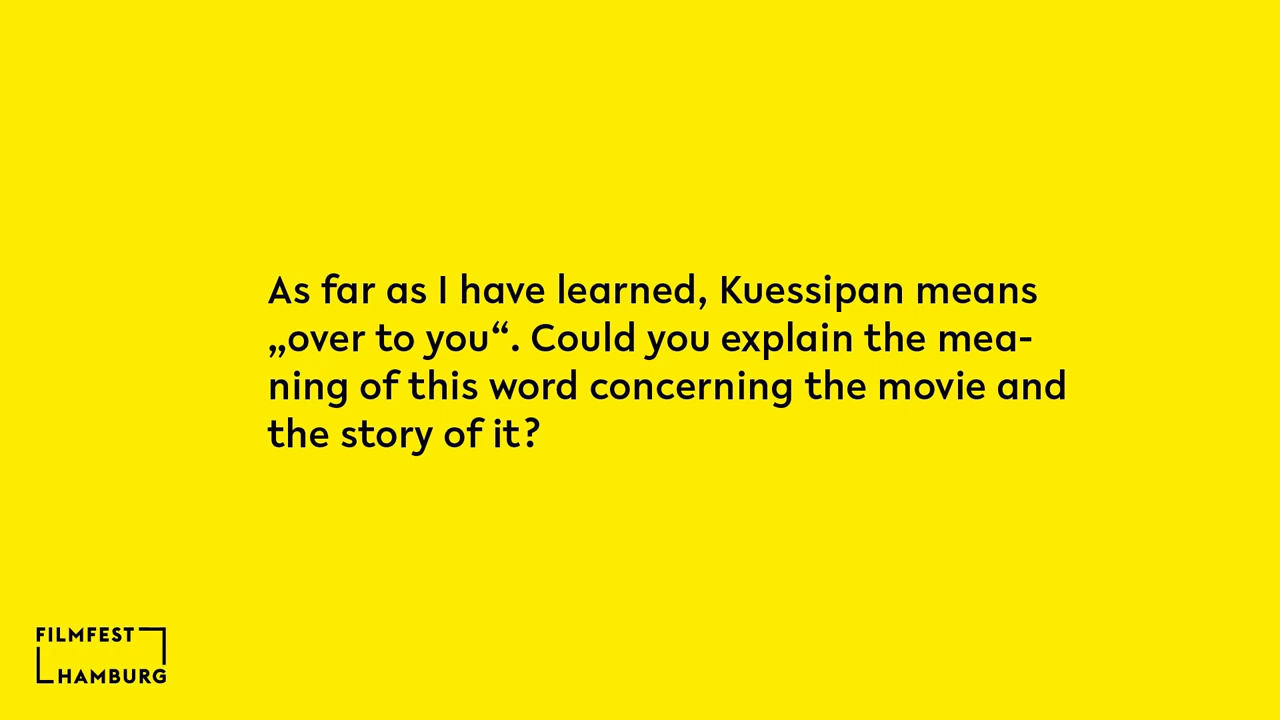 As far as I have learned, Kuessipan means
„over to you“. Could you explain the mea-
ning of this word concerning the movie and
the story of it?
FILMFEST
HAMBURG